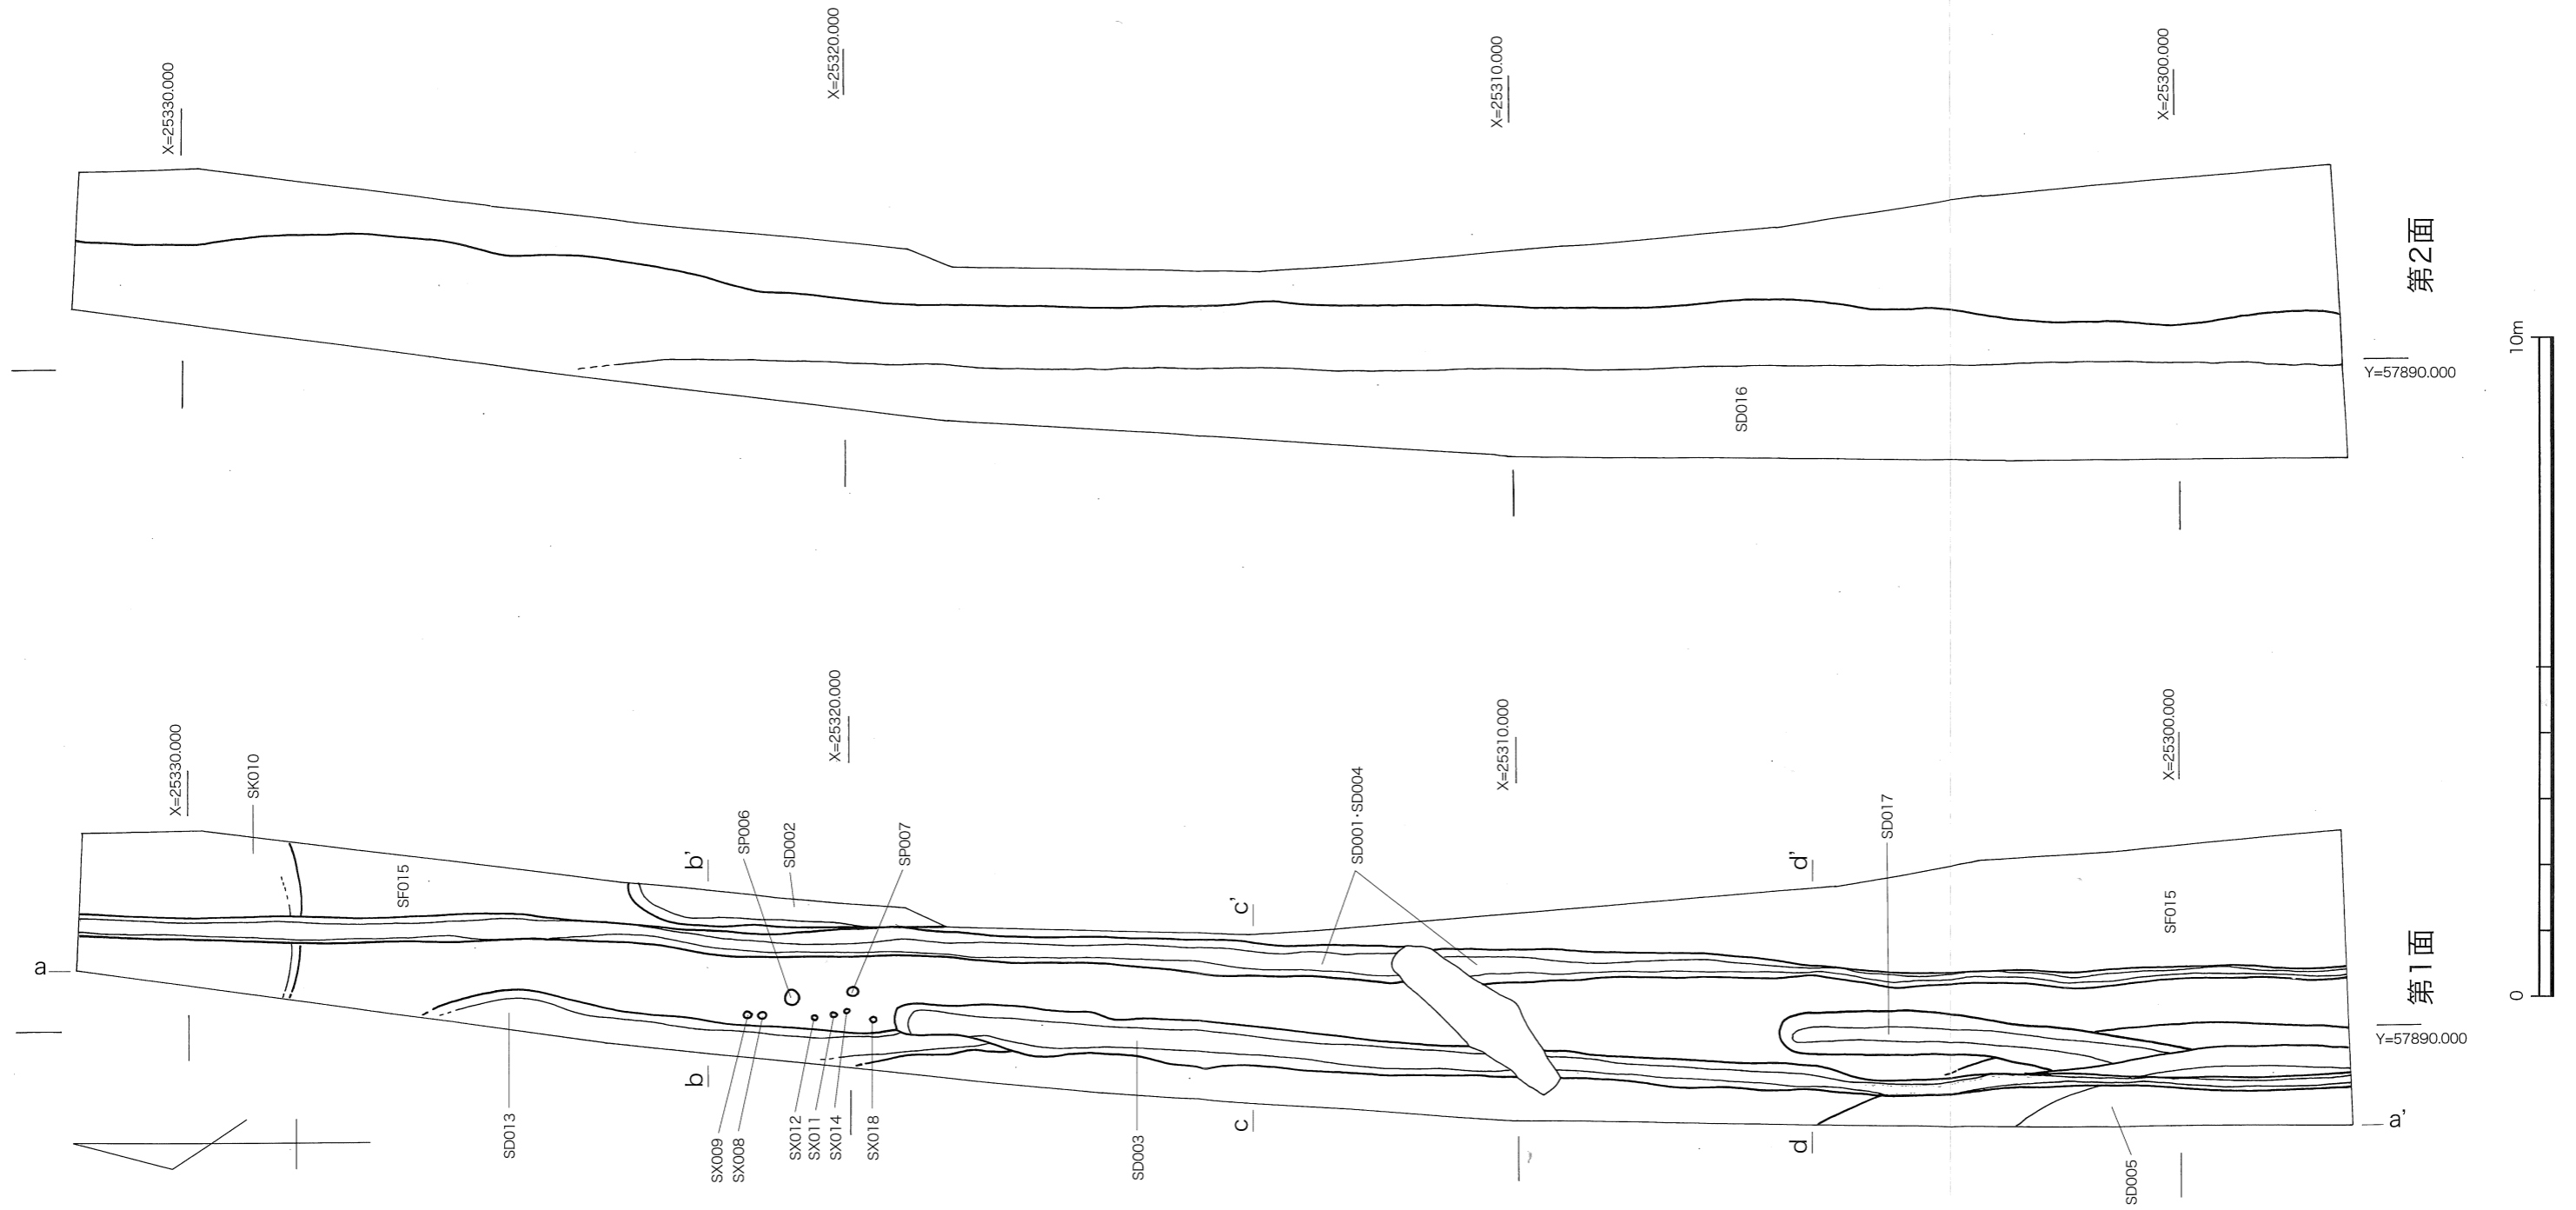 X=25330.000
X=25320.000
X=25310.000
X=25300.000
第2面
Y=57890.000
SD016
10m
0
X=25330.000
X=25320.000
X=25310.000
X=25300.000
SK010
SF015
b'
SP006
SD002
SP007
c'
SD001・SD004
d'
SD017
SF015
第1面
Y=57890.000
a
a'
SD013
b
SX009
SX008
SX012
SX011
SX014
SX018
SD003
c
d
SD005